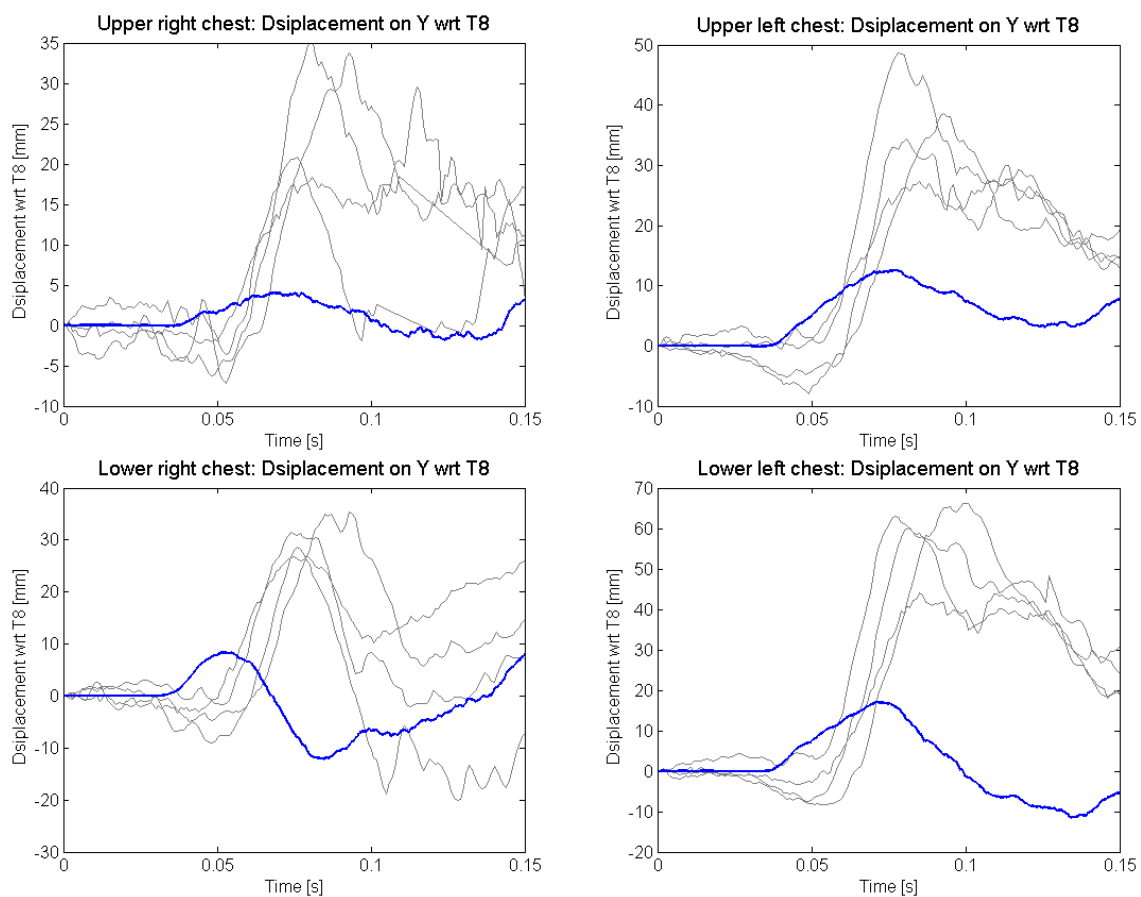 Upper right chest: Dsiplacement on Y wrt T8
35
30
25
20
15
10
5
0
-5
-10
Dsiplacement wrt T8 [mm]
0 0.05 0.1 0.15
Time [s]
Upper left chest: Dsiplacement on Y wrt T8
50
40
30
20
10
0
-10
Dsiplacement wrt T8 [mm]
0 0.05 0.1 0.15
Time [s]
Lower right chest: Dsiplacement on Y wrt T8
40
30
20
10
0
-10
-20
-30
Dsiplacement wrt T8 [mm]
0 0.05 0.1 0.15
Time [s]
Lower left chest: Dsiplacement on Y wrt T8
70
60
50
40
30
20
10
0
-10
-20
Dsiplacement wrt T8 [mm]
0 0.05 0.1 0.15
Time [s]